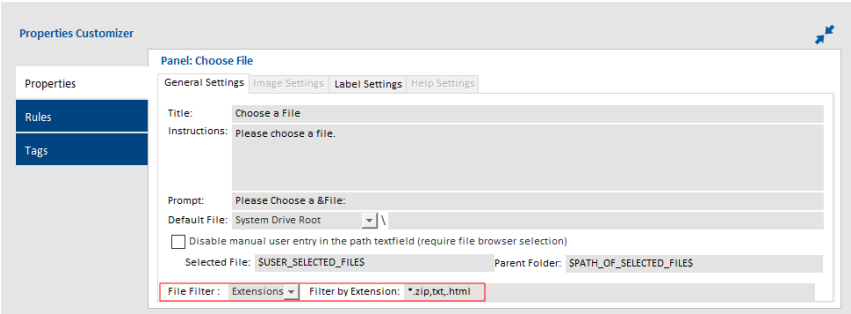 Properties Customizer
Panel: Choose File
Properties
General Settings Image Settings Label Settings Help Settings
Rules
Title: Choose a File
Instructions: Please choose a file.
Tags
Prompt: Please Choose a &File:
Default File: System Drive Root \
Disable manual user entry in the path textfield (require file browser selection)
Selected File: $USER_SELECTED_FILE$ Parent Folder: $PATH_OF_SELECTED_FILE$
File Filter : Extensions Filter by Extension: *.zip,txt,.html